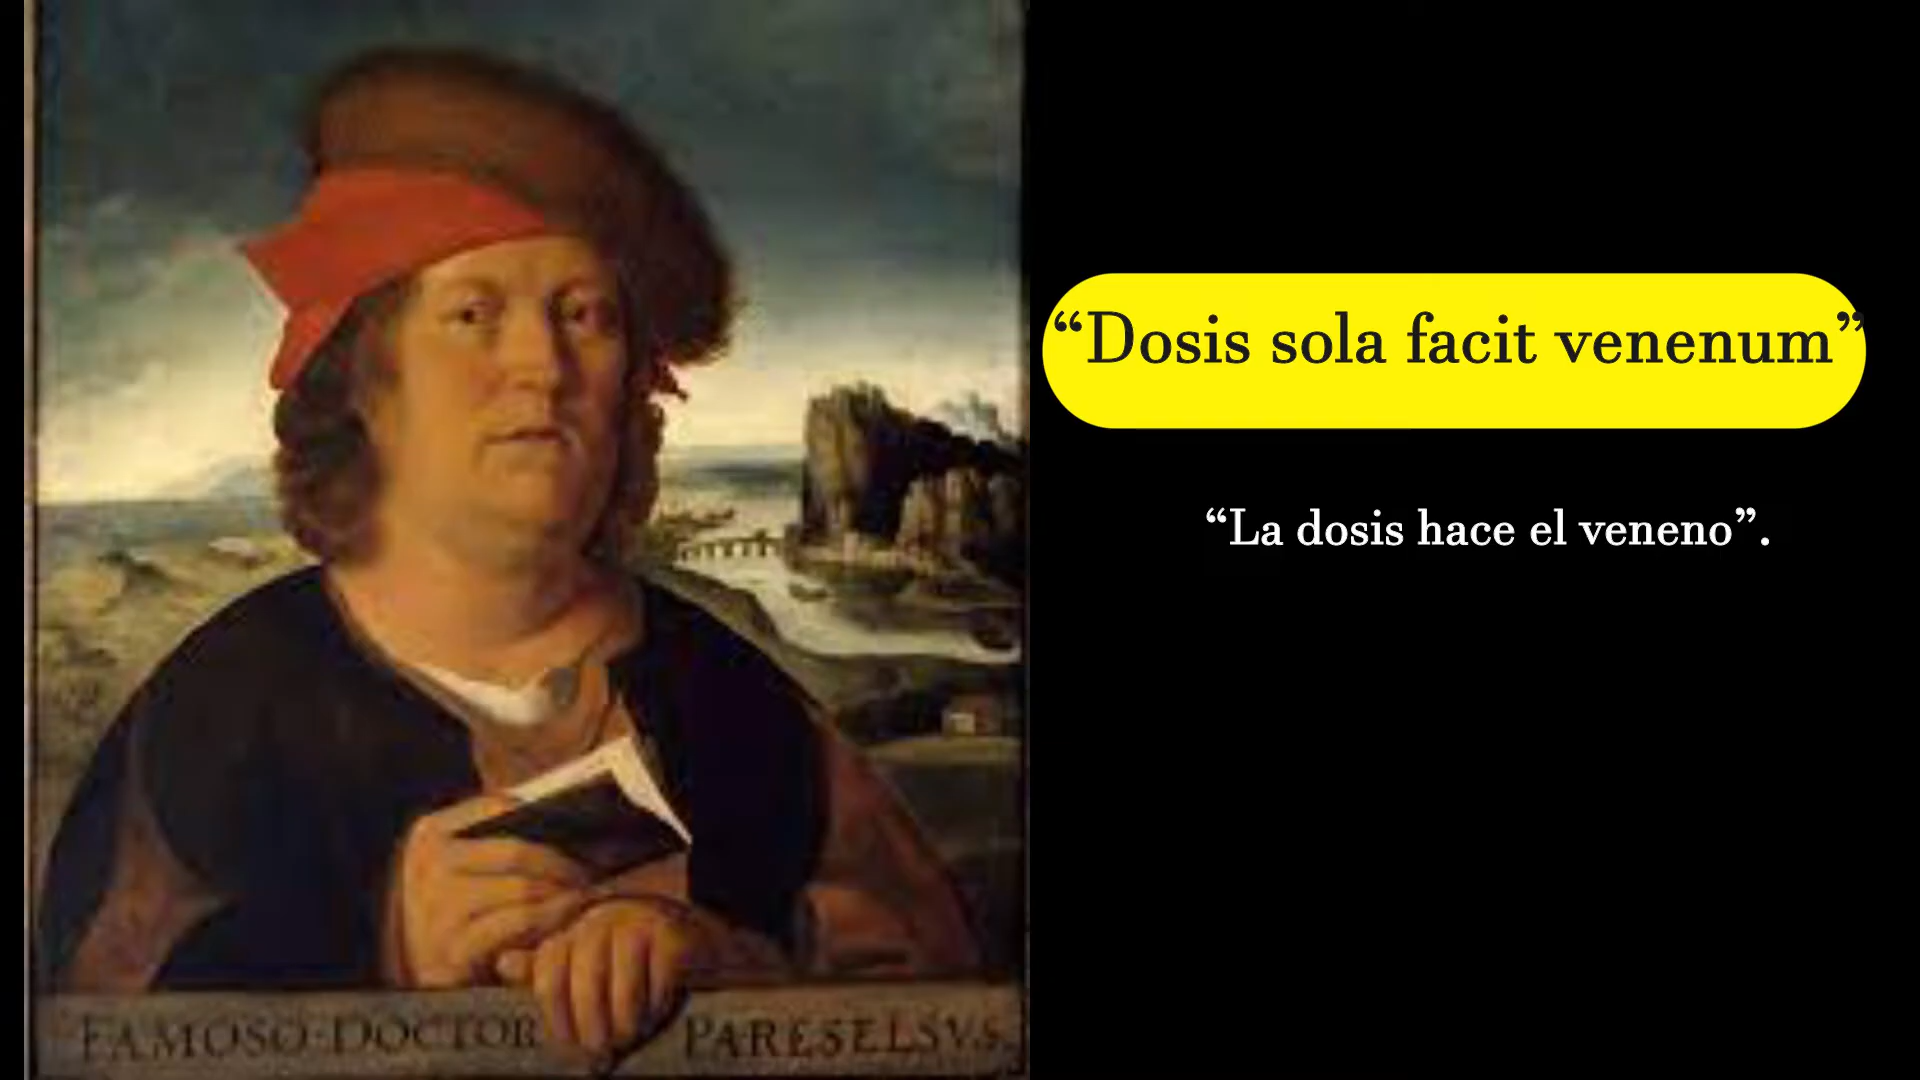 “Dosis sola facit venenum”
“La dosis hace el veneno”.
FAMOSO·DOCTOR PARESELSVS.